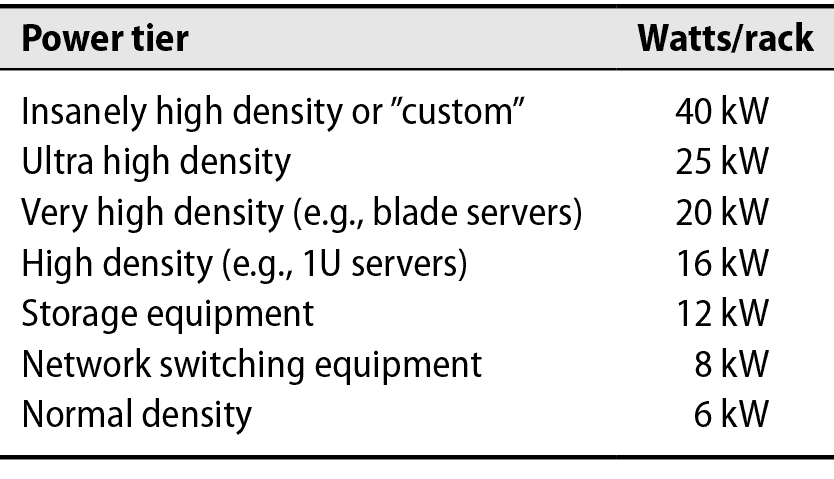 Power tier Watts/rack
Insanely high density or ”custom” 40 kW
Ultra high density 25 kW
Very high density (e.g., blade servers) 20 kW
High density (e.g., 1U servers) 16 kW
Storage equipment 12 kW
Network switching equipment 8 kW
Normal density 6 kW